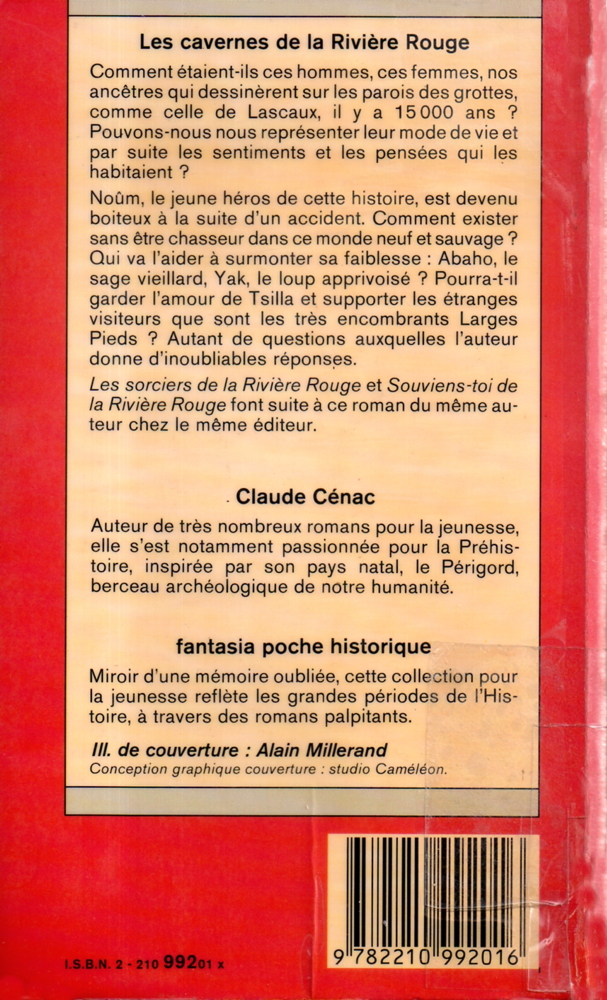 Les cavernes de la Rivière Rouge
Comment étaient-ils ces hommes, ces femmes, nos
ancêtres qui dessinèrent sur les parois des grottes,
comme celle de Lascaux, il y a 15000 ans ?
Pouvons-nous nous représenter leur mode de vie et
par suite les sentiments et les pensées qui les
habitaient ?
Noûm, le jeune héros de cette histoire, est devenu
boiteux à la suite d'un accident. Comment exister
sans être chasseur dans ce monde neuf et sauvage ?
Qui va l'aider à surmonter sa faiblesse : Abaho, le
sage vieillard, Yak, le loup apprivoisé ? Pourra-t-il
garder l'amour de Tsilla et supporter les étranges
visiteurs que sont les très encombrants Larges
Pieds ? Autant de questions auxquelles l'auteur
donne d'inoubliables réponses.
Les sorciers de la Rivière Rouge et Souviens-toi de
la Rivière Rouge font suite à ce roman du même au-
teur chez le même éditeur.
Claude Cénac
Auteur de très nombreux romans pour la jeunesse,
elle s'est notamment passionnée pour la Préhis-
toire, inspirée par son pays natal, le Périgord,
berceau archéologique de notre humanité.
fantasia poche historique
Miroir d'une mémoire oubliée, cette collection pour
la jeunesse reflète les grandes périodes de l'His-
toire, à travers des romans palpitants.
Ill. de couverture : Alain Millerand
Conception graphique couverture : studio Caméléon.
I.S.B.N. 2 - 210 99201 x
9 782210 992016